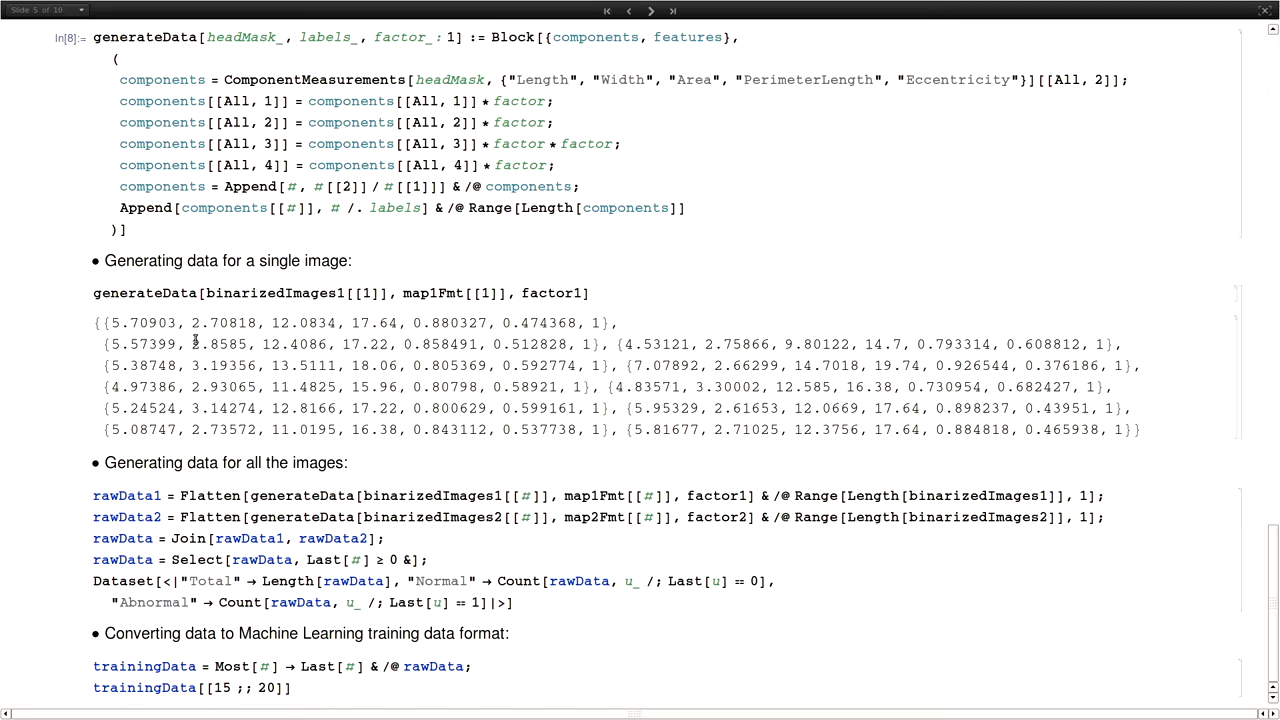 Slide 5 of 10
In[8]:= generateData[headMask_, labels_, factor_: 1] := Block[{components, features},
(
components = ComponentMeasurements[headMask, {"Length", "Width", "Area", "PerimeterLength", "Eccentricity"}][[All, 2]];
components[[All, 1]] = components[[All, 1]] * factor;
components[[All, 2]] = components[[All, 2]] * factor;
components[[All, 3]] = components[[All, 3]] * factor * factor;
components[[All, 4]] = components[[All, 4]] * factor;
components = Append[#, #[[2]] / #[[1]]] & /@ components;
Append[components[[#]], # /. labels] & /@ Range[Length[components]]
)]
• Generating data for a single image:
generateData[binarizedImages1[[1]], map1Fmt[[1]], factor1]
{{5.70903, 2.70818, 12.0834, 17.64, 0.880327, 0.474368, 1},
{5.57399, 2.8585, 12.4086, 17.22, 0.858491, 0.512828, 1}, {4.53121, 2.75866, 9.80122, 14.7, 0.793314, 0.608812, 1},
{5.38748, 3.19356, 13.5111, 18.06, 0.805369, 0.592774, 1}, {7.07892, 2.66299, 14.7018, 19.74, 0.926544, 0.376186, 1},
{4.97386, 2.93065, 11.4825, 15.96, 0.80798, 0.58921, 1}, {4.83571, 3.30002, 12.585, 16.38, 0.730954, 0.682427, 1},
{5.24524, 3.14274, 12.8166, 17.22, 0.800629, 0.599161, 1}, {5.95329, 2.61653, 12.0669, 17.64, 0.898237, 0.43951, 1},
{5.08747, 2.73572, 11.0195, 16.38, 0.843112, 0.537738, 1}, {5.81677, 2.71025, 12.3756, 17.64, 0.884818, 0.465938, 1}}
• Generating data for all the images:
rawData1 = Flatten[generateData[binarizedImages1[[#]], map1Fmt[[#]], factor1] & /@ Range[Length[binarizedImages1]], 1];
rawData2 = Flatten[generateData[binarizedImages2[[#]], map2Fmt[[#]], factor2] & /@ Range[Length[binarizedImages2]], 1];
rawData = Join[rawData1, rawData2];
rawData = Select[rawData, Last[#] ≥ 0 &];
Dataset[<|"Total" → Length[rawData], "Normal" → Count[rawData, u_ /; Last[u] == 0],
"Abnormal" → Count[rawData, u_ /; Last[u] == 1]|>]
• Converting data to Machine Learning training data format:
trainingData = Most[#] → Last[#] & /@ rawData;
trainingData[[15 ;; 20]]